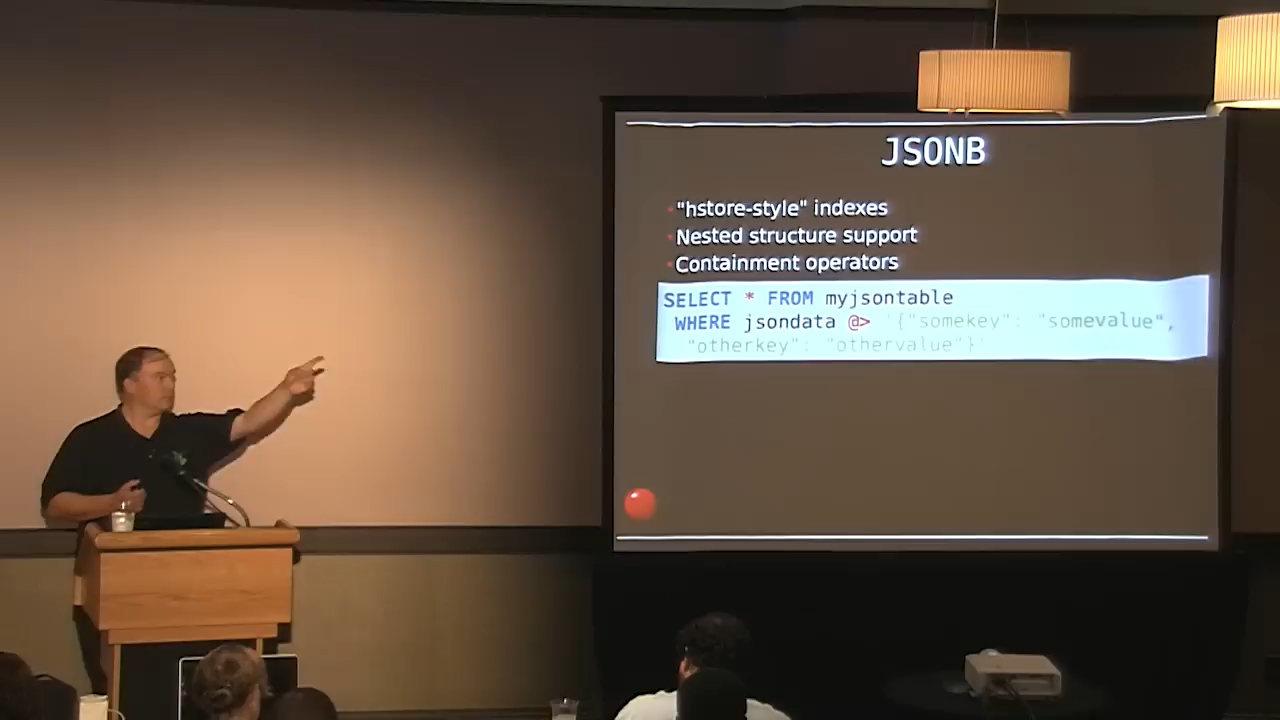 JSONB
"hstore-style" indexes
Nested structure support
Containment operators
SELECT * FROM myjsontable
WHERE jsondata @> '{"somekey": "somevalue",
"otherkey": "othervalue"}'